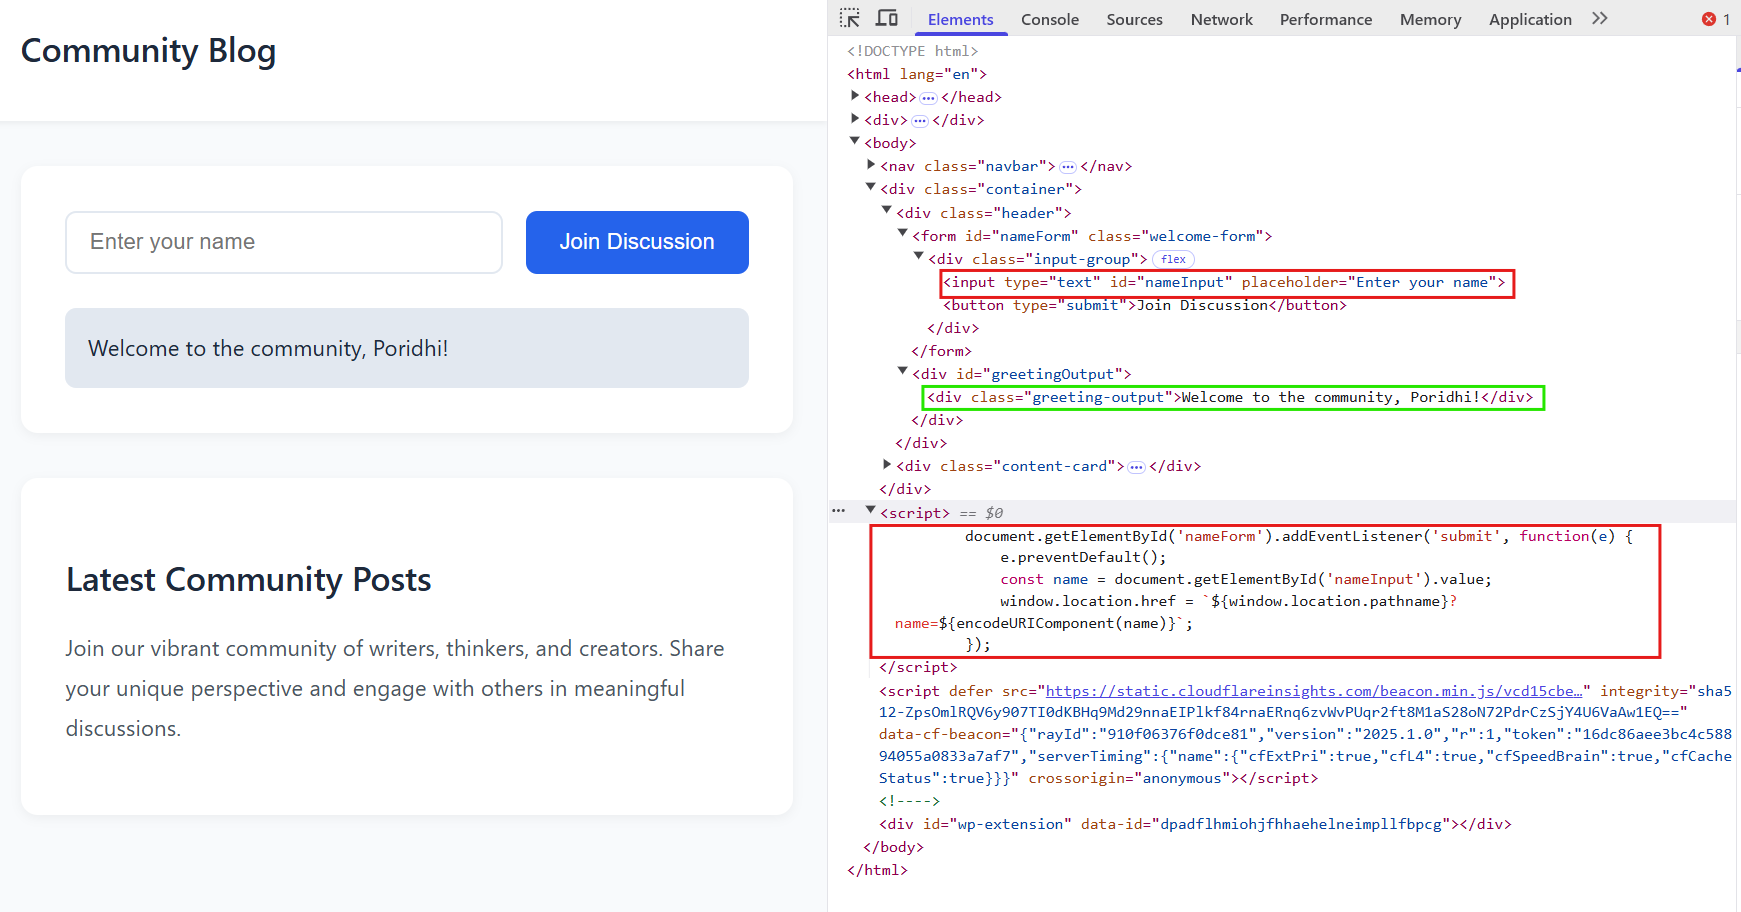 Community Blog
Enter your name
Join Discussion
Welcome to the community, Poridhi!
Latest Community Posts
Join our vibrant community of writers, thinkers, and creators. Share
your unique perspective and engage with others in meaningful
discussions.
Elements Console Sources Network Performance Memory Application 1
<!DOCTYPE html>
<html lang="en">
<head>…</head>
<div>…</div>
<body>
<nav class="navbar">…</nav>
<div class="container">
<div class="header">
<form id="nameForm" class="welcome-form">
<div class="input-group"> flex
<input type="text" id="nameInput" placeholder="Enter your name">
<button type="submit">Join Discussion</button>
</div>
</form>
<div id="greetingOutput">
<div class="greeting-output">Welcome to the community, Poridhi!</div>
</div>
</div>
<div class="content-card">…</div>
</div>
… <script> == $0
document.getElementById('nameForm').addEventListener('submit', function(e) {
e.preventDefault();
const name = document.getElementById('nameInput').value;
window.location.href = `${window.location.pathname}?
name=${encodeURIComponent(name)}`;
});
</script>
<script defer src="https://static.cloudflareinsights.com/beacon.min.js/vcd15cbe…" integrity="sha5
12-ZpsOmlRQV6y907TI0dKBHq9Md29nnaEIPlkf84rnaERnq6zvWvPUqr2ft8M1aS28oN72PdrCzSjY4U6VaAw1EQ=="
data-cf-beacon="{"rayId":"910f06376f0dce81","version":"2025.1.0","r":1,"token":"16dc86aee3bc4c588
94055a0833a7af7","serverTiming":{"name":{"cfExtPri":true,"cfL4":true,"cfSpeedBrain":true,"cfCache
Status":true}}}" crossorigin="anonymous"></script>
<!---->
<div id="wp-extension" data-id="dpadflhmiohjfhhaehelneimpllfbpcg"></div>
</body>
</html>